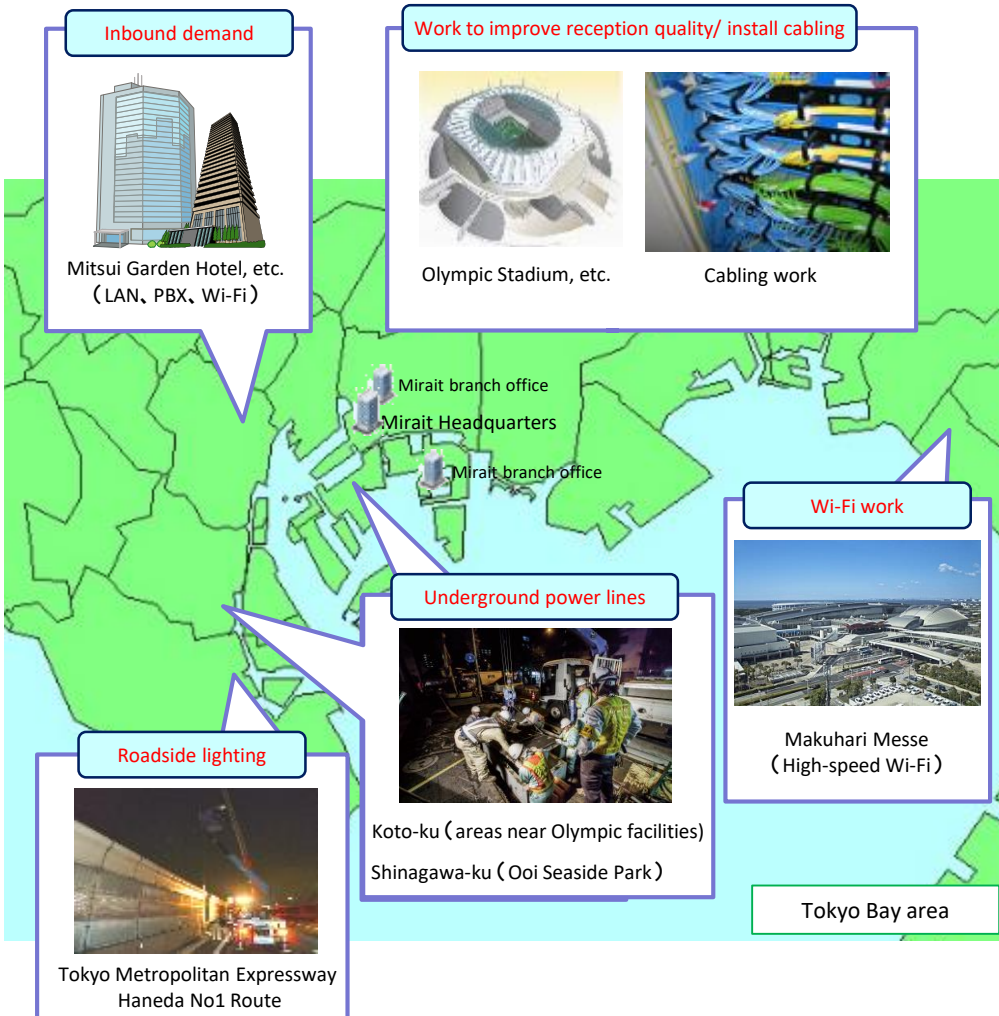 Inbound demand
Mitsui Garden Hotel, etc.
（LAN、PBX、Wi-Fi）
Work to improve reception quality/ install cabling
Olympic Stadium, etc.
Cabling work
Mirait branch office
Mirait Headquarters
Mirait branch office
Wi-Fi work
Makuhari Messe
（High-speed Wi-Fi）
Underground power lines
Koto-ku（areas near Olympic facilities)
Shinagawa-ku（Ooi Seaside Park）
Roadside lighting
Tokyo Metropolitan Expressway
Haneda No1 Route
Tokyo Bay area